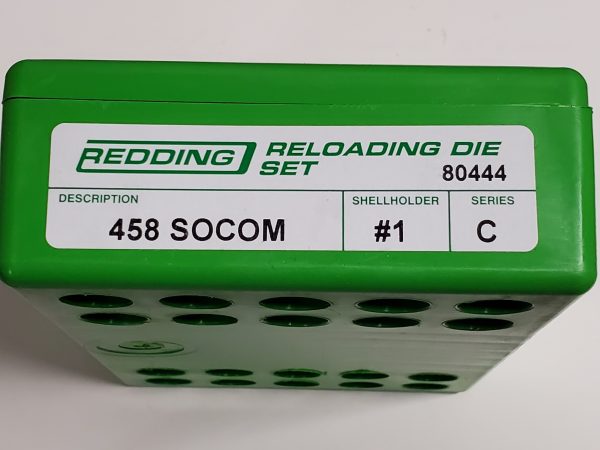 REDDING RELOADING DIE
SET 80444
DESCRIPTION SHELLHOLDER SERIES
458 SOCOM #1 C